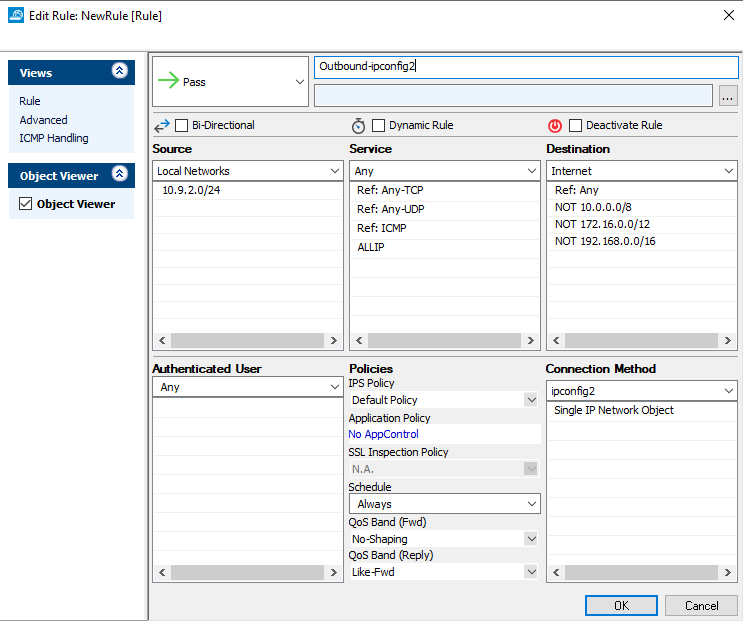 Edit Rule: NewRule [Rule]
Views
Rule
Advanced
ICMP Handling
Object Viewer
Object Viewer
Pass
Outbound-ipconfig2
...
Bi-Directional
Dynamic Rule
Deactivate Rule
Source
Local Networks
10.9.2.0/24
Service
Any
Ref: Any-TCP
Ref: Any-UDP
Ref: ICMP
ALLIP
Destination
Internet
Ref: Any
NOT 10.0.0.0/8
NOT 172.16.0.0/12
NOT 192.168.0.0/16
Authenticated User
Any
Policies
IPS Policy
Default Policy
Application Policy
No AppControl
SSL Inspection Policy
N.A.
Schedule
Always
QoS Band (Fwd)
No-Shaping
QoS Band (Reply)
Like-Fwd
Connection Method
ipconfig2
Single IP Network Object
OK
Cancel